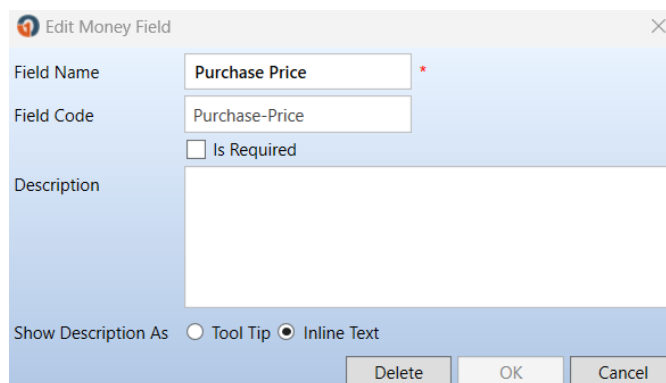 Edit Money Field
Field Name Purchase Price *
Field Code Purchase-Price
Is Required
Description
Show Description As Tool Tip Inline Text
Delete OK Cancel